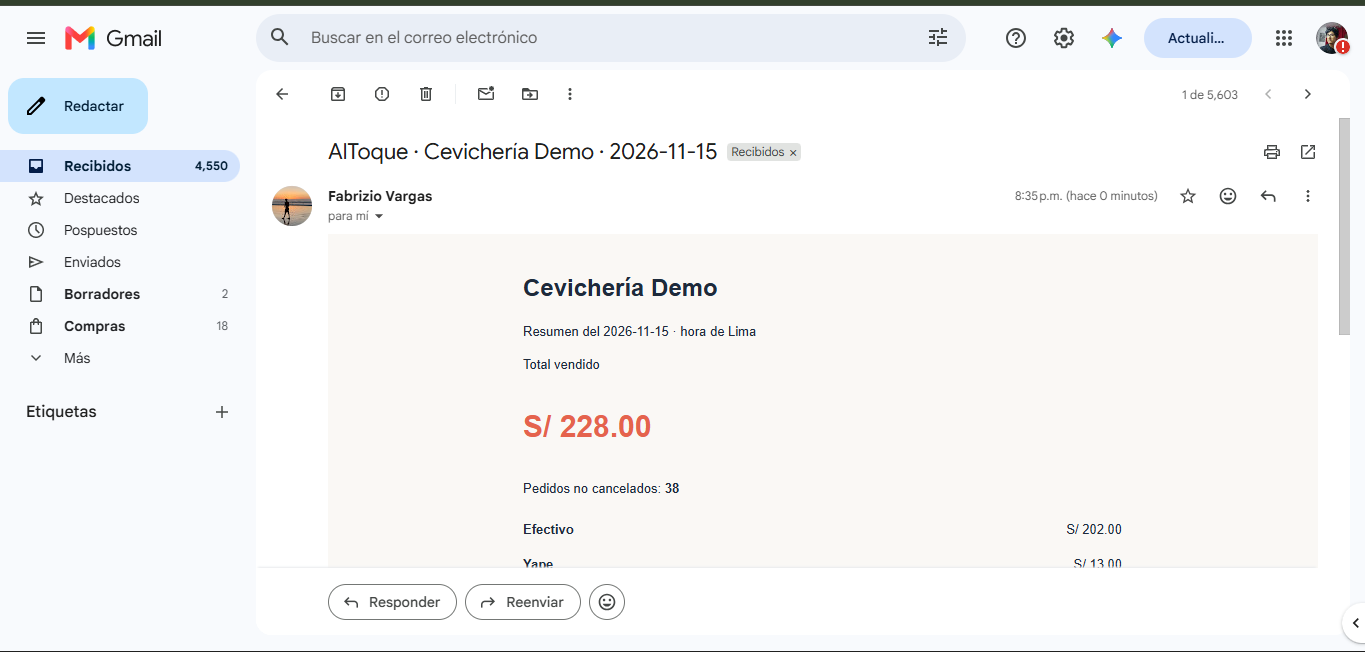 Gmail
Buscar en el correo electrónico
Actuali...
Redactar
1 de 5,603
Recibidos 4,550
Destacados
Pospuestos
Enviados
Borradores 2
Compras 18
Más
Etiquetas
AlToque · Cevichería Demo · 2026-11-15 Recibidos ×
Fabrizio Vargas
8:35 p.m. (hace 0 minutos)
para mí
Cevichería Demo
Resumen del 2026-11-15 · hora de Lima
Total vendido
S/ 228.00
Pedidos no cancelados: 38
Efectivo S/ 202.00
Yape S/ 13.00
Responder
Reenviar